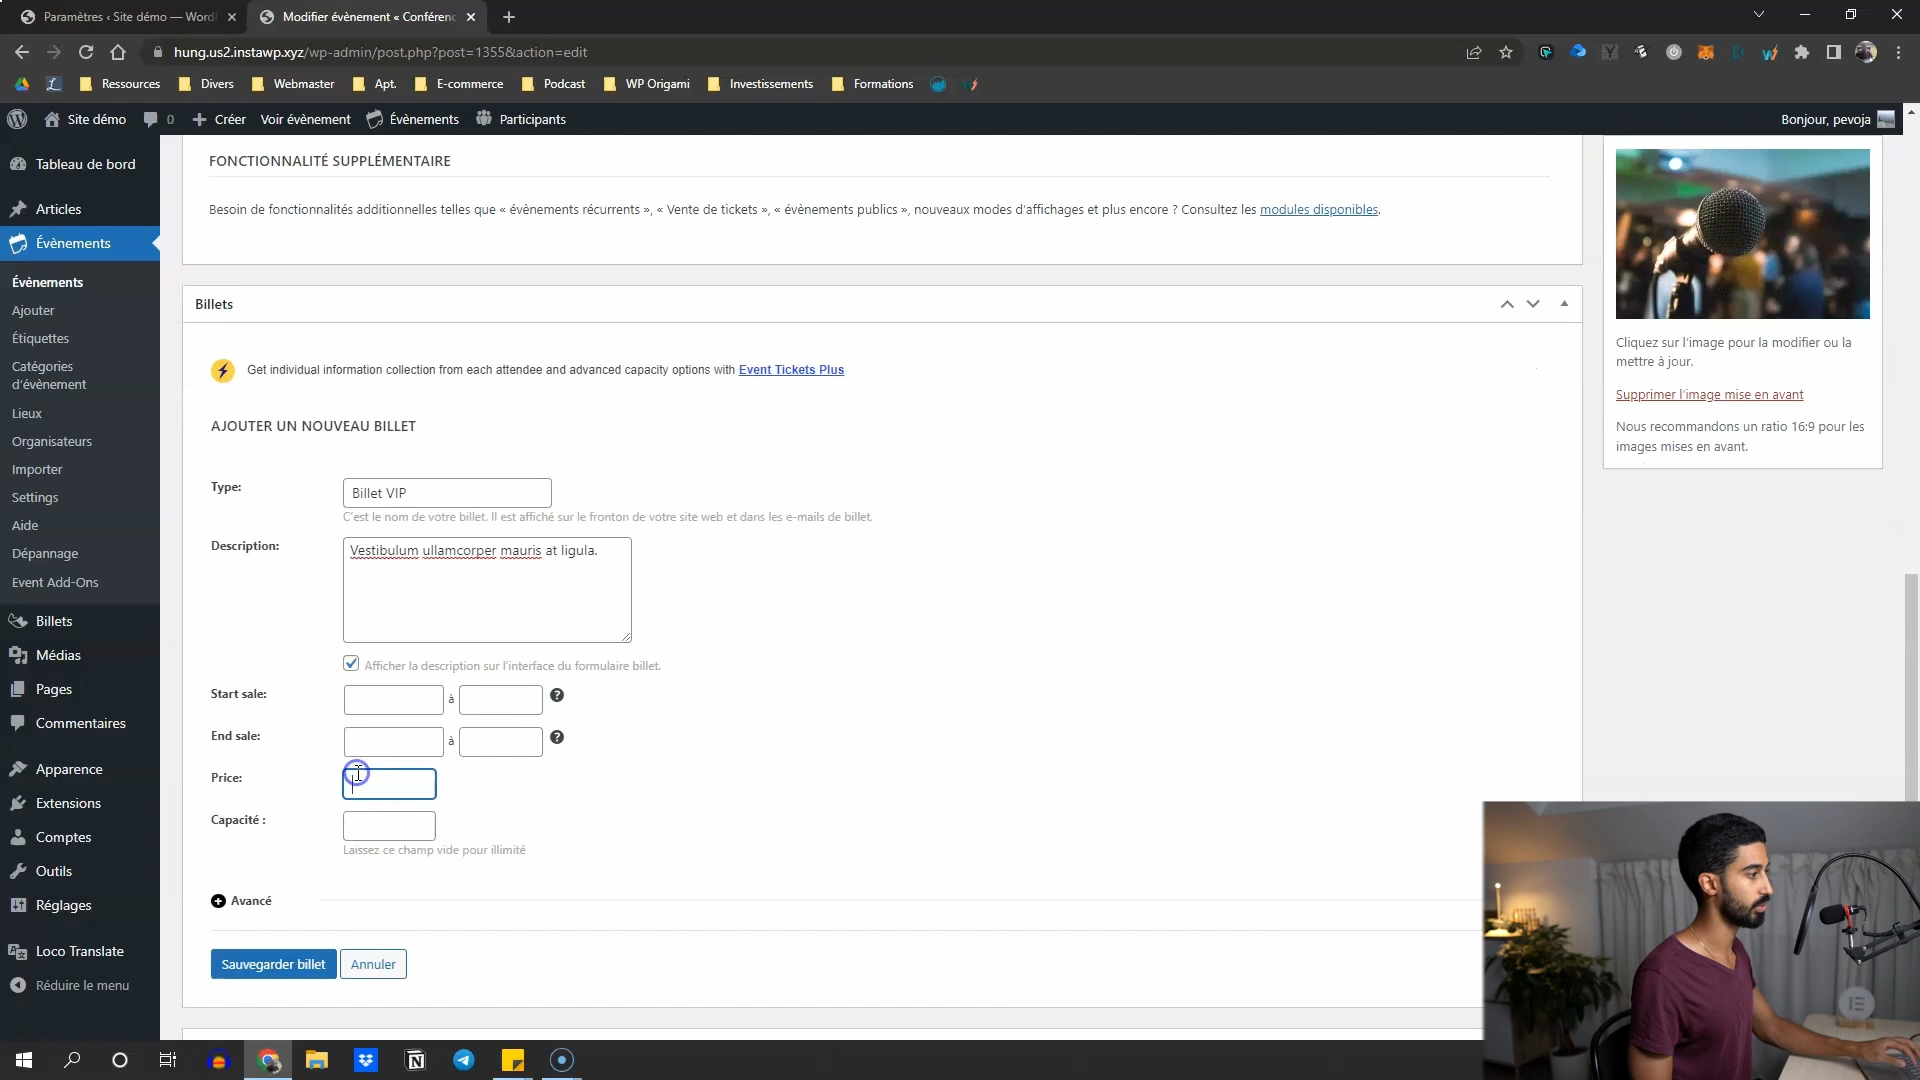 Paramètres ‹ Site démo — Word
Modifier évènement « Conférenc
hung.us2.instawp.xyz/wp-admin/post.php?post=1355&action=edit
Ressources
Divers
Webmaster
Apt.
E-commerce
Podcast
WP Origami
Investissements
Formations
Site démo
0
Créer
Voir évènement
Évènements
Participants
Bonjour, pevoja
Tableau de bord
Articles
Évènements
Évènements
Ajouter
Étiquettes
Catégories
d'évènement
Lieux
Organisateurs
Importer
Settings
Aide
Dépannage
Event Add-Ons
Billets
Médias
Pages
Commentaires
Apparence
Extensions
Comptes
Outils
Réglages
Loco Translate
Réduire le menu
FONCTIONNALITÉ SUPPLÉMENTAIRE
Besoin de fonctionnalités additionnelles telles que « évènements récurrents », « Vente de tickets », « évènements publics », nouveaux modes d'affichages et plus encore ? Consultez les modules disponibles.
Billets
Get individual information collection from each attendee and advanced capacity options with Event Tickets Plus
AJOUTER UN NOUVEAU BILLET
Type:
Billet VIP
C'est le nom de votre billet. Il est affiché sur le fronton de votre site web et dans les e-mails de billet.
Description:
Vestibulum ullamcorper mauris at ligula.
Afficher la description sur l'interface du formulaire billet.
Start sale:
à
End sale:
à
Price:
Capacité :
Laissez ce champ vide pour illimité
Avancé
Sauvegarder billet
Annuler
Cliquez sur l'image pour la modifier ou la
mettre à jour.
Supprimer l'image mise en avant
Nous recommandons un ratio 16:9 pour les
images mises en avant.